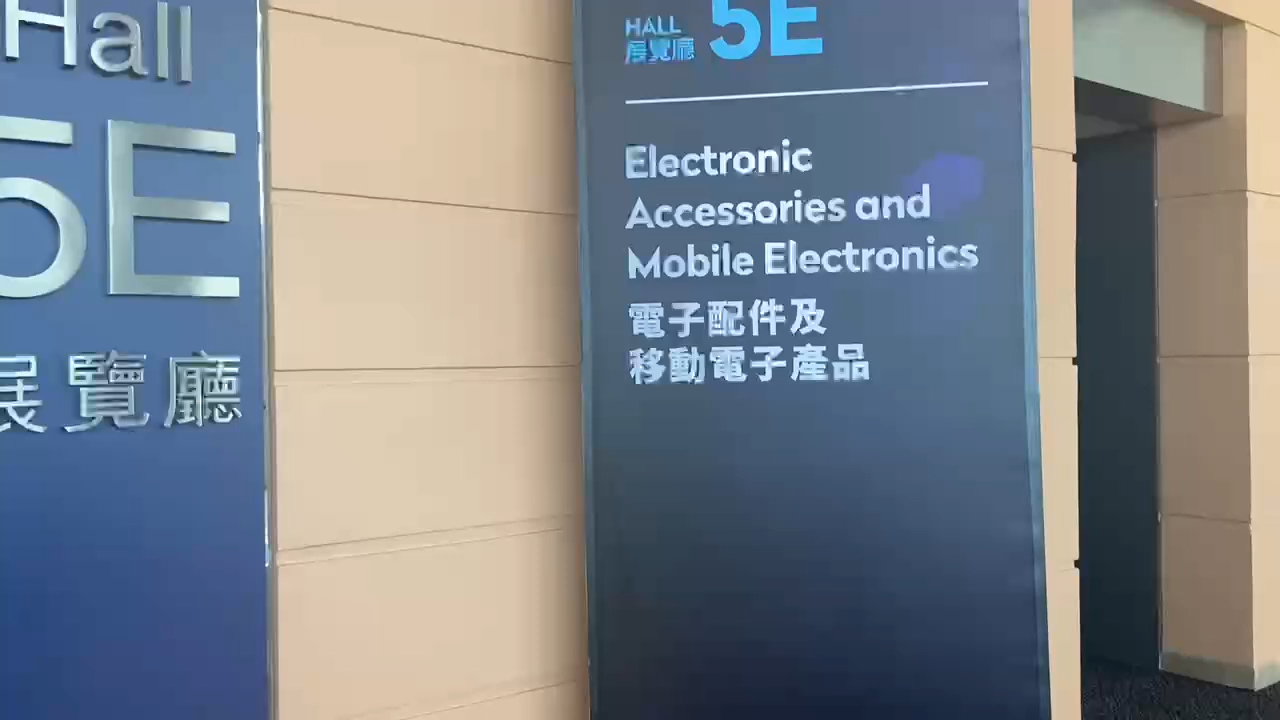 Hall
5E
展覽廳
HALL
展覽廳
5E
Electronic
Accessories and
Mobile Electronics
電子配件及
移動電子產品